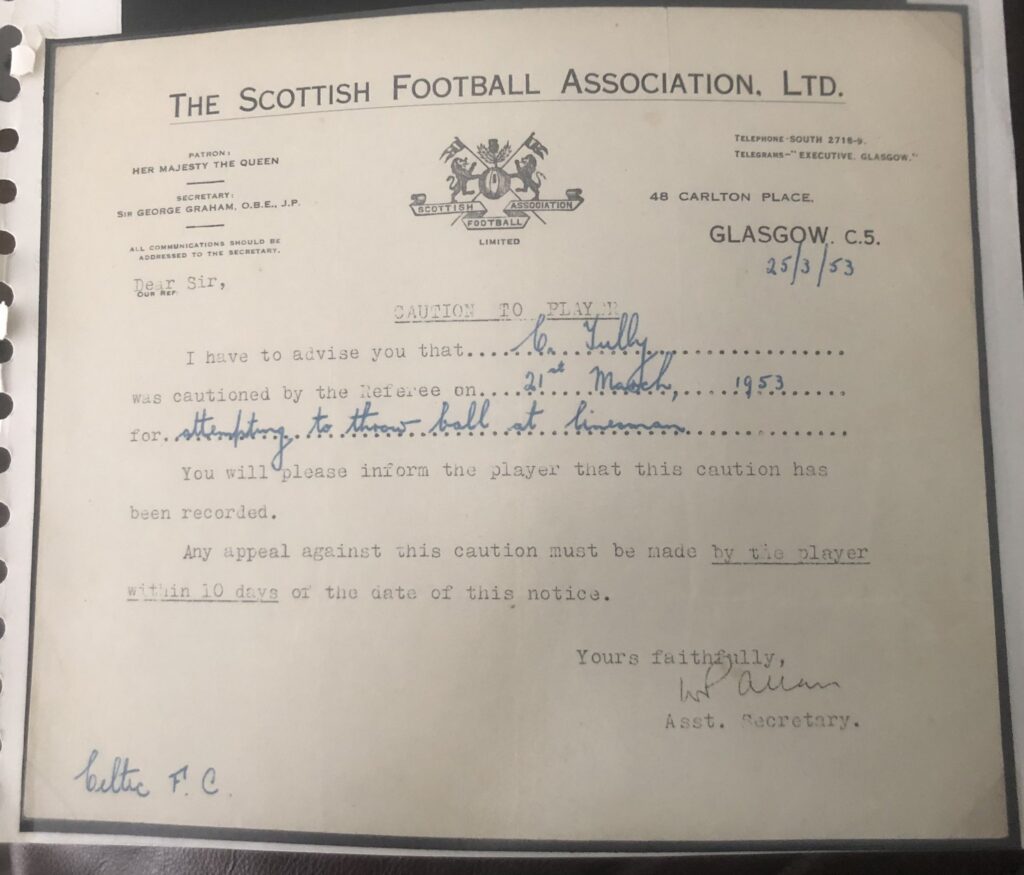 THE SCOTTISH FOOTBALL ASSOCIATION, LTD.
PATRON:
HER MAJESTY THE QUEEN
SECRETARY:
SIR GEORGE GRAHAM, O.B.E., J.P.
ALL COMMUNICATIONS SHOULD BE
ADDRESSED TO THE SECRETARY.
SCOTTISH ASSOCIATION
FOOTBALL
LIMITED
TELEPHONE-SOUTH 2718-9.
TELEGRAMS-"EXECUTIVE, GLASGOW."
48 CARLTON PLACE,
GLASGOW. C.5.
25/3/53
Dear Sir,
OUR REF.
CAUTION TO PLAYER
I have to advise you that.....C. Tully...............
was cautioned by the Referee on....21st March, 1953......
for. attempting to throw ball at linesman...............
You will please inform the player that this caution has
been recorded.
Any appeal against this caution must be made by the player
within 10 days of the date of this notice.
Yours faithfully,
WP Allan
Asst. Secretary.
Celtic F.C.